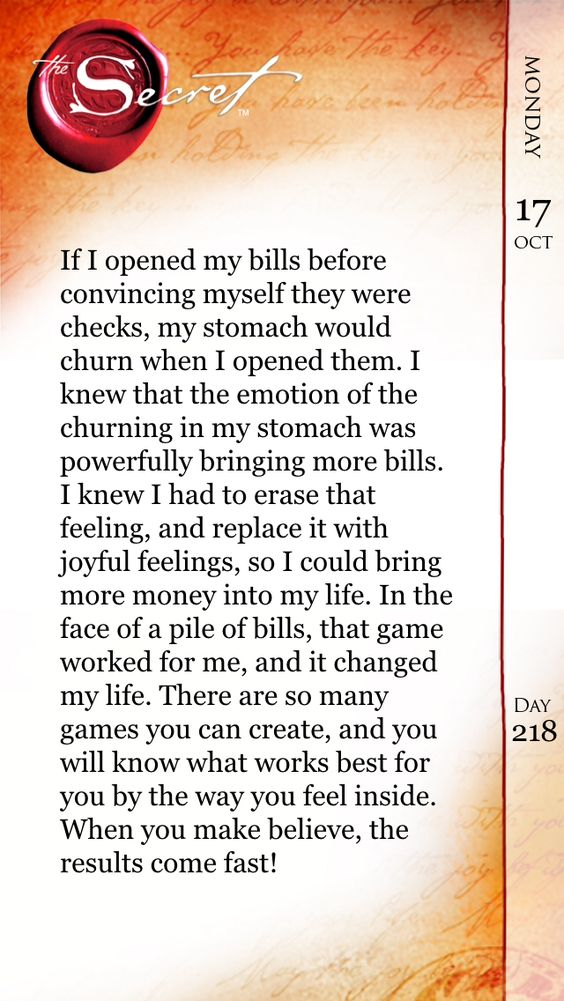 the
Secret
TM
MONDAY
17
OCT
If I opened my bills before
convincing myself they were
checks, my stomach would
churn when I opened them. I
knew that the emotion of the
churning in my stomach was
powerfully bringing more bills.
I knew I had to erase that
feeling, and replace it with
joyful feelings, so I could bring
more money into my life. In the
face of a pile of bills, that game
worked for me, and it changed
my life. There are so many
games you can create, and you
will know what works best for
you by the way you feel inside.
When you make believe, the
results come fast!
DAY
218